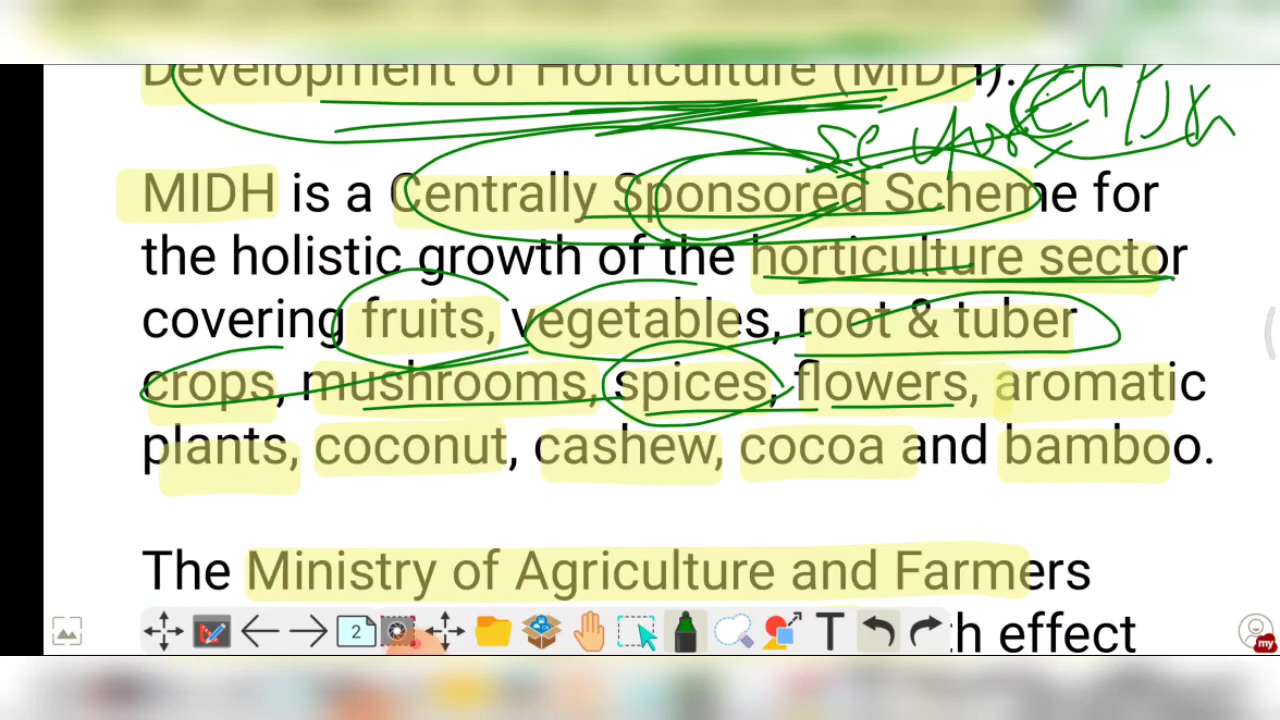 Development of Horticulture (MIDH).
MIDH is a Centrally Sponsored Scheme for
the holistic growth of the horticulture sector
covering fruits, vegetables, root & tuber
crops, mushrooms, spices, flowers, aromatic
plants, coconut, cashew, cocoa and bamboo.
The Ministry of Agriculture and Farmers
2 T h effect
my